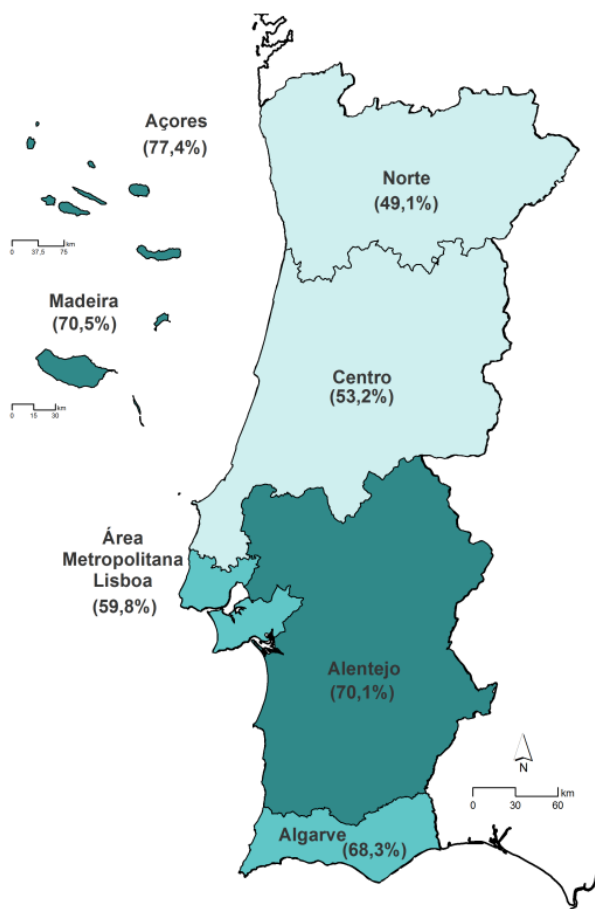 Açores
(77,4%)
Norte
(49,1%)
0 37,5 75 km
Madeira
(70,5%)
Centro
(53,2%)
0 15 30 km
Área
Metropolitana
Lisboa
(59,8%)
Alentejo
(70,1%)
N
km
0 30 60
Algarve (68,3%)